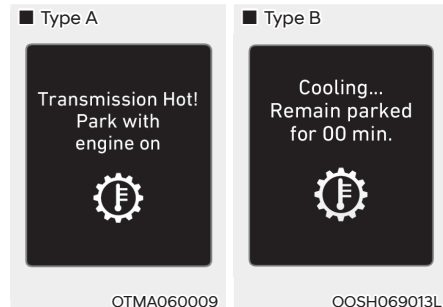 ■ Type A
Transmission Hot!
Park with
engine on
OTMA060009
■ Type B
Cooling...
Remain parked
for 00 min.
OOSH069013L